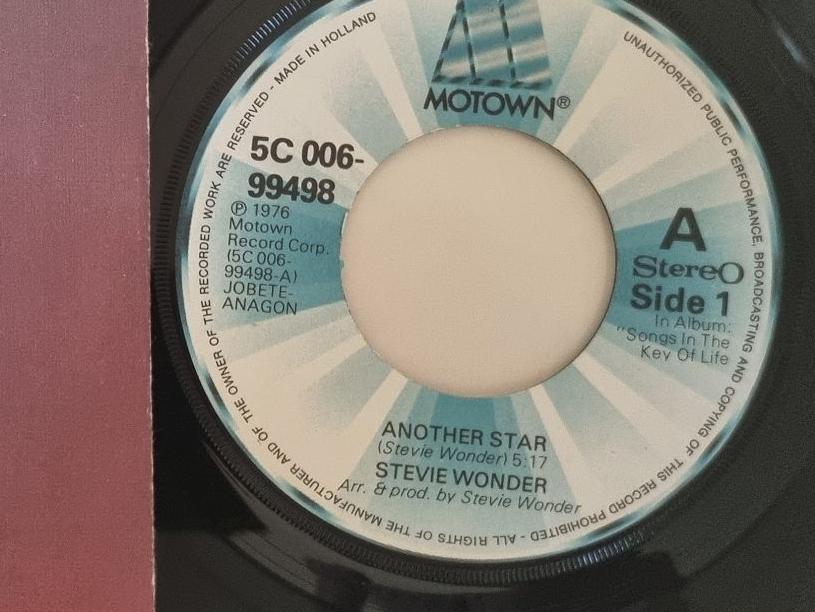 MOTOWN®
5C 006-
99498
Ⓟ 1976
Motown
Record Corp.
(5C 006-
99498-A)
JOBETE-
ANAGON
A
Stereo
Side 1
In Album:
"Songs In The
Key Of Life
ANOTHER STAR
(Stevie Wonder) 5:17
STEVIE WONDER
Arr. & prod. by Stevie Wonder
UNAUTHORIZED PUBLIC PERFORMANCE, BROADCASTING AND COPYING OF THIS RECORD PROHIBITED - ALL RIGHTS OF THE MANUFACTURER AND OF THE OWNER OF THE RECORDED WORK ARE RESERVED - MADE IN HOLLAND